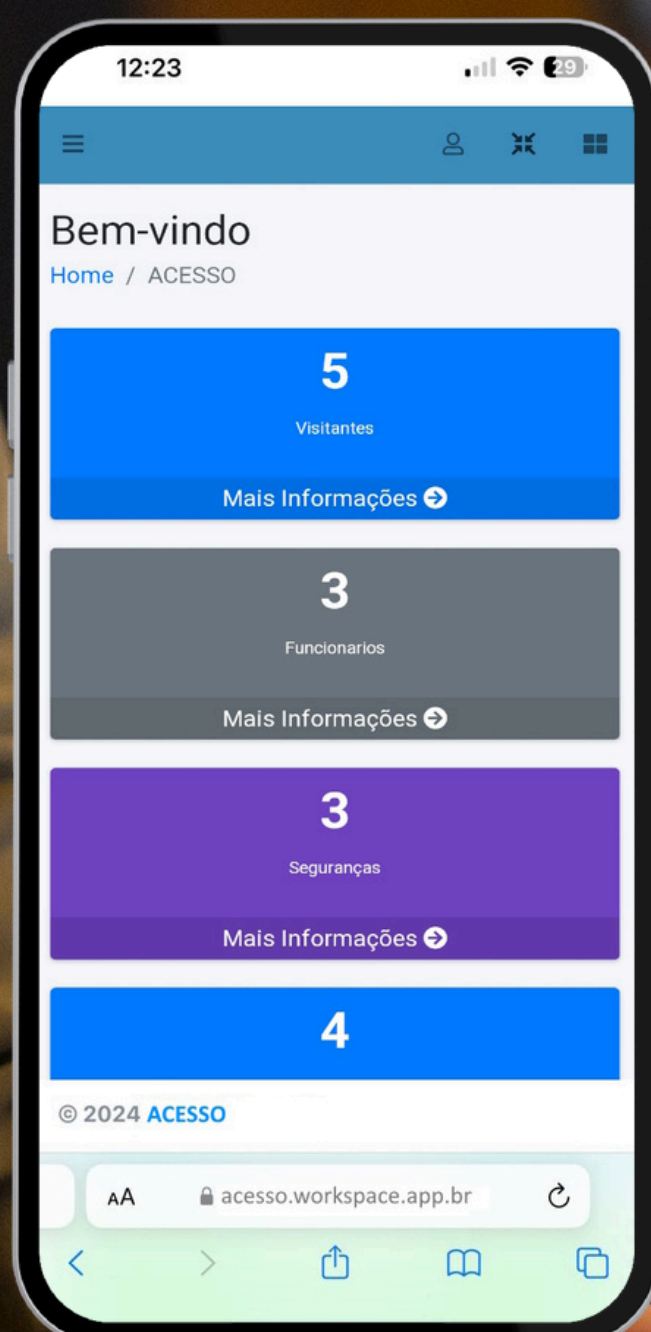 12:23
29
Bem-vindo
Home / ACESSO
5
Visitantes
Mais Informações
3
Funcionarios
Mais Informações
3
Seguranças
Mais Informações
4
© 2024 ACESSO
AA acesso.workspace.app.br